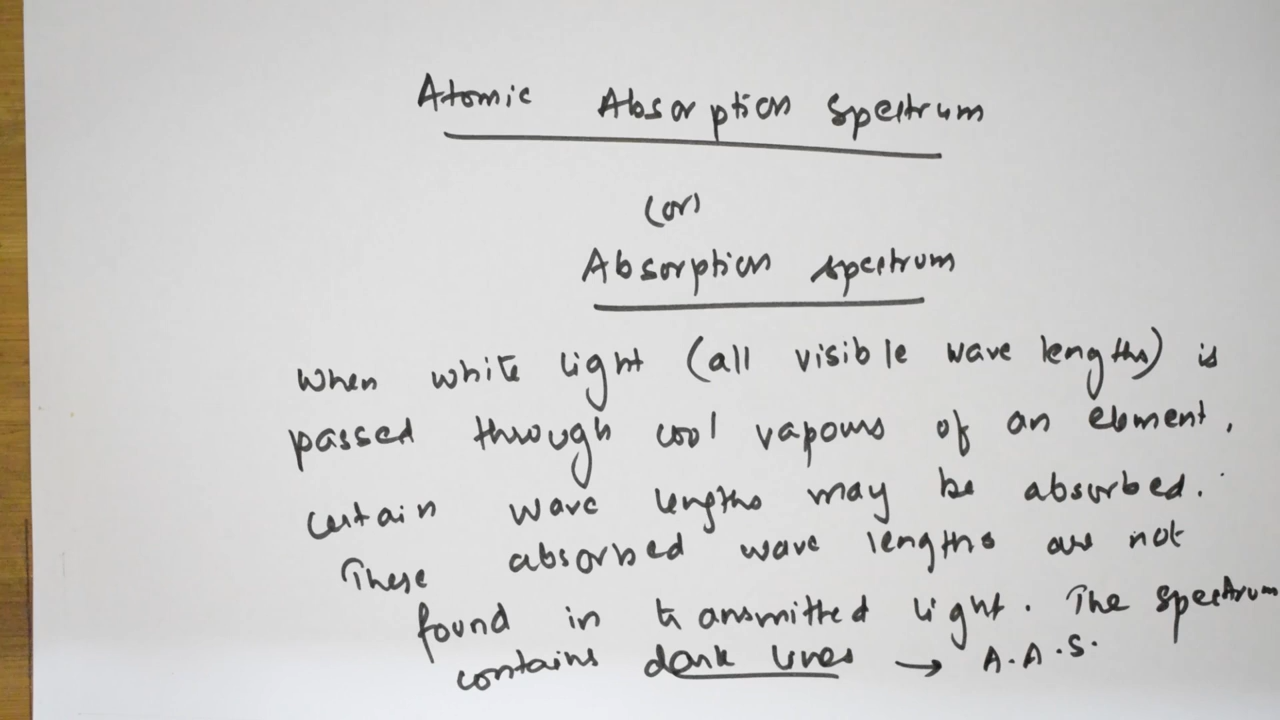 Atomic Absorption Spectrum
(or)
Absorption spectrum
When white light (all visible wave lengths) is
passed through cool vapours of an element,
certain wave lengths may be absorbed.
These absorbed wave lengths are not
found in transmitted light. The spectrum
contains dark lines → A.A.S.